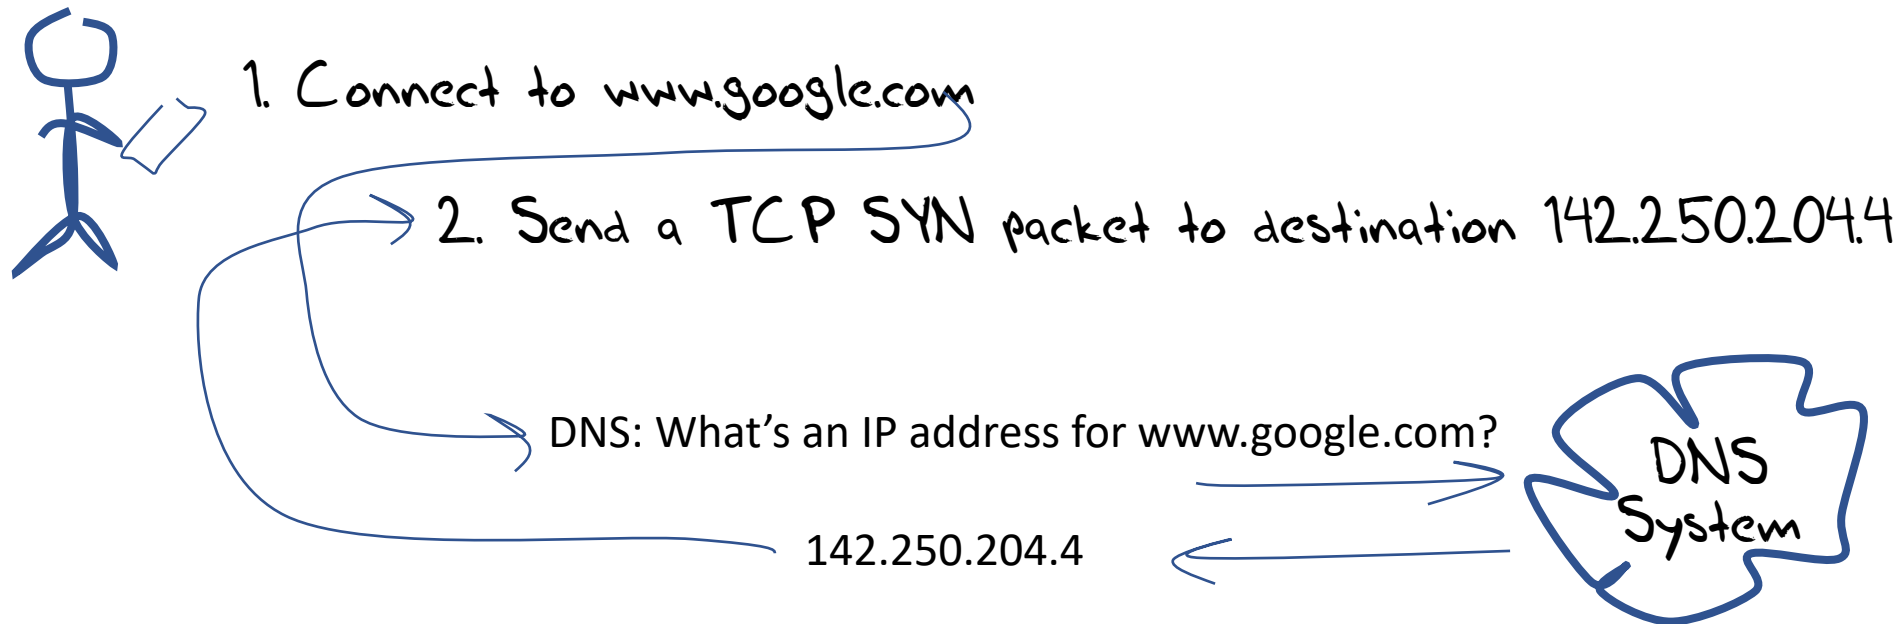 1. Connect to www.google.com
2. Send a TCP SYN packet to destination 142.250.204.4
DNS: What's an IP address for www.google.com?
142.250.204.4
DNS
System